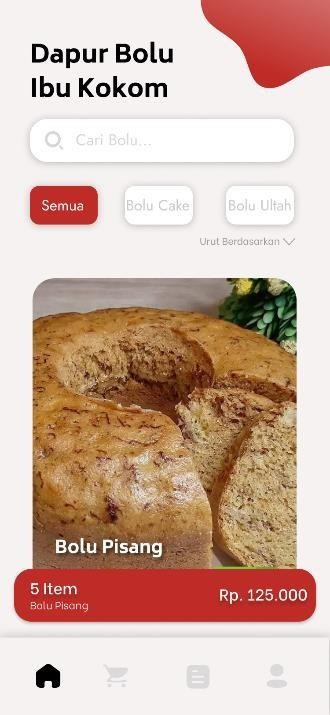 Dapur Bolu
Ibu Kokom
Cari Bolu...
Semua
Bolu Cake
Bolu Ultah
Urut Berdasarkan
Bolu Pisang
5 Item
Rp. 125.000
Bolu Pisang